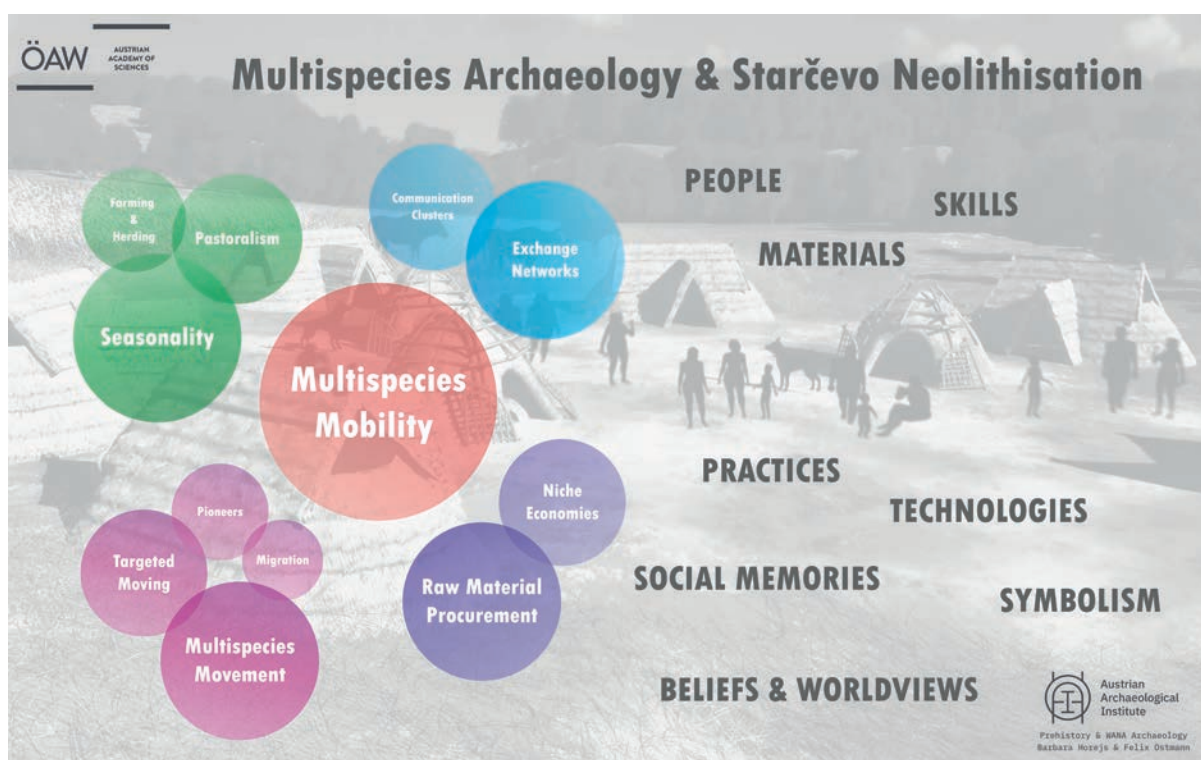 ÖAW
AUSTRIAN
ACADEMY OF
SCIENCES
Multispecies Archaeology & Starčevo Neolithisation
Farming
&
Herding
Pastoralism
Seasonality
Communication
Clusters
Exchange
Networks
Multispecies
Mobility
Pioneers
Targeted
Moving
Migration
Multispecies
Movement
Niche
Economies
Raw Material
Procurement
PEOPLE
SKILLS
MATERIALS
PRACTICES
TECHNOLOGIES
SOCIAL MEMORIES
SYMBOLISM
BELIEFS & WORLDVIEWS
Austrian
Archaeological
Institute
Prehistory & WANA Archaeology
Barbara Horejs & Felix Ostmann